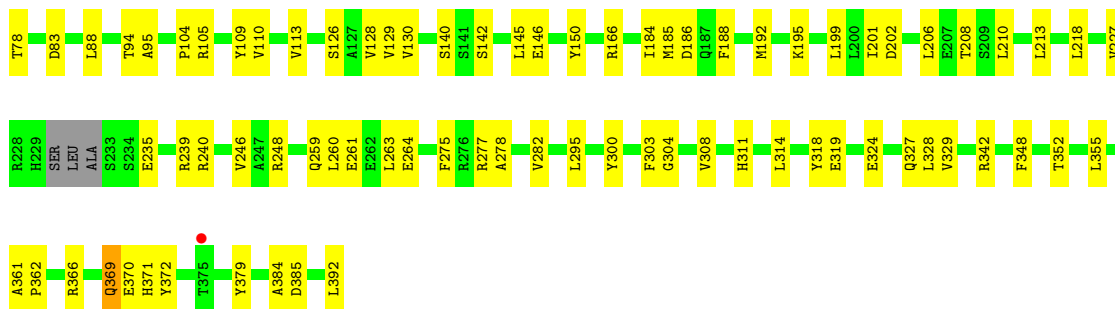 T78 D83 L88 T94 A95 P104 R105 Y109 V110 V113 S126 A127 V128 V129 V130 S140 S141 S142 L145 E146 Y150 R166 I184 M185 D186 Q187 F188 M192 K195 L199 L200 I201 D202 L206 E207 T208 S209 L210 L213 L218
R228 H229 SER LEU ALA S233 S234 E235 R239 R240 V246 A247 R248 Q259 L260 E261 E262 L263 E264 F275 R276 R277 A278 V282 L295 Y300 F303 G304 V308 H311 L314 Y318 E319 E324 Q327 L328 V329 R342 F348 T352 L355
A361 P362 R366 Q369 E370 H371 Y372 T375 Y379 A384 D385 L392